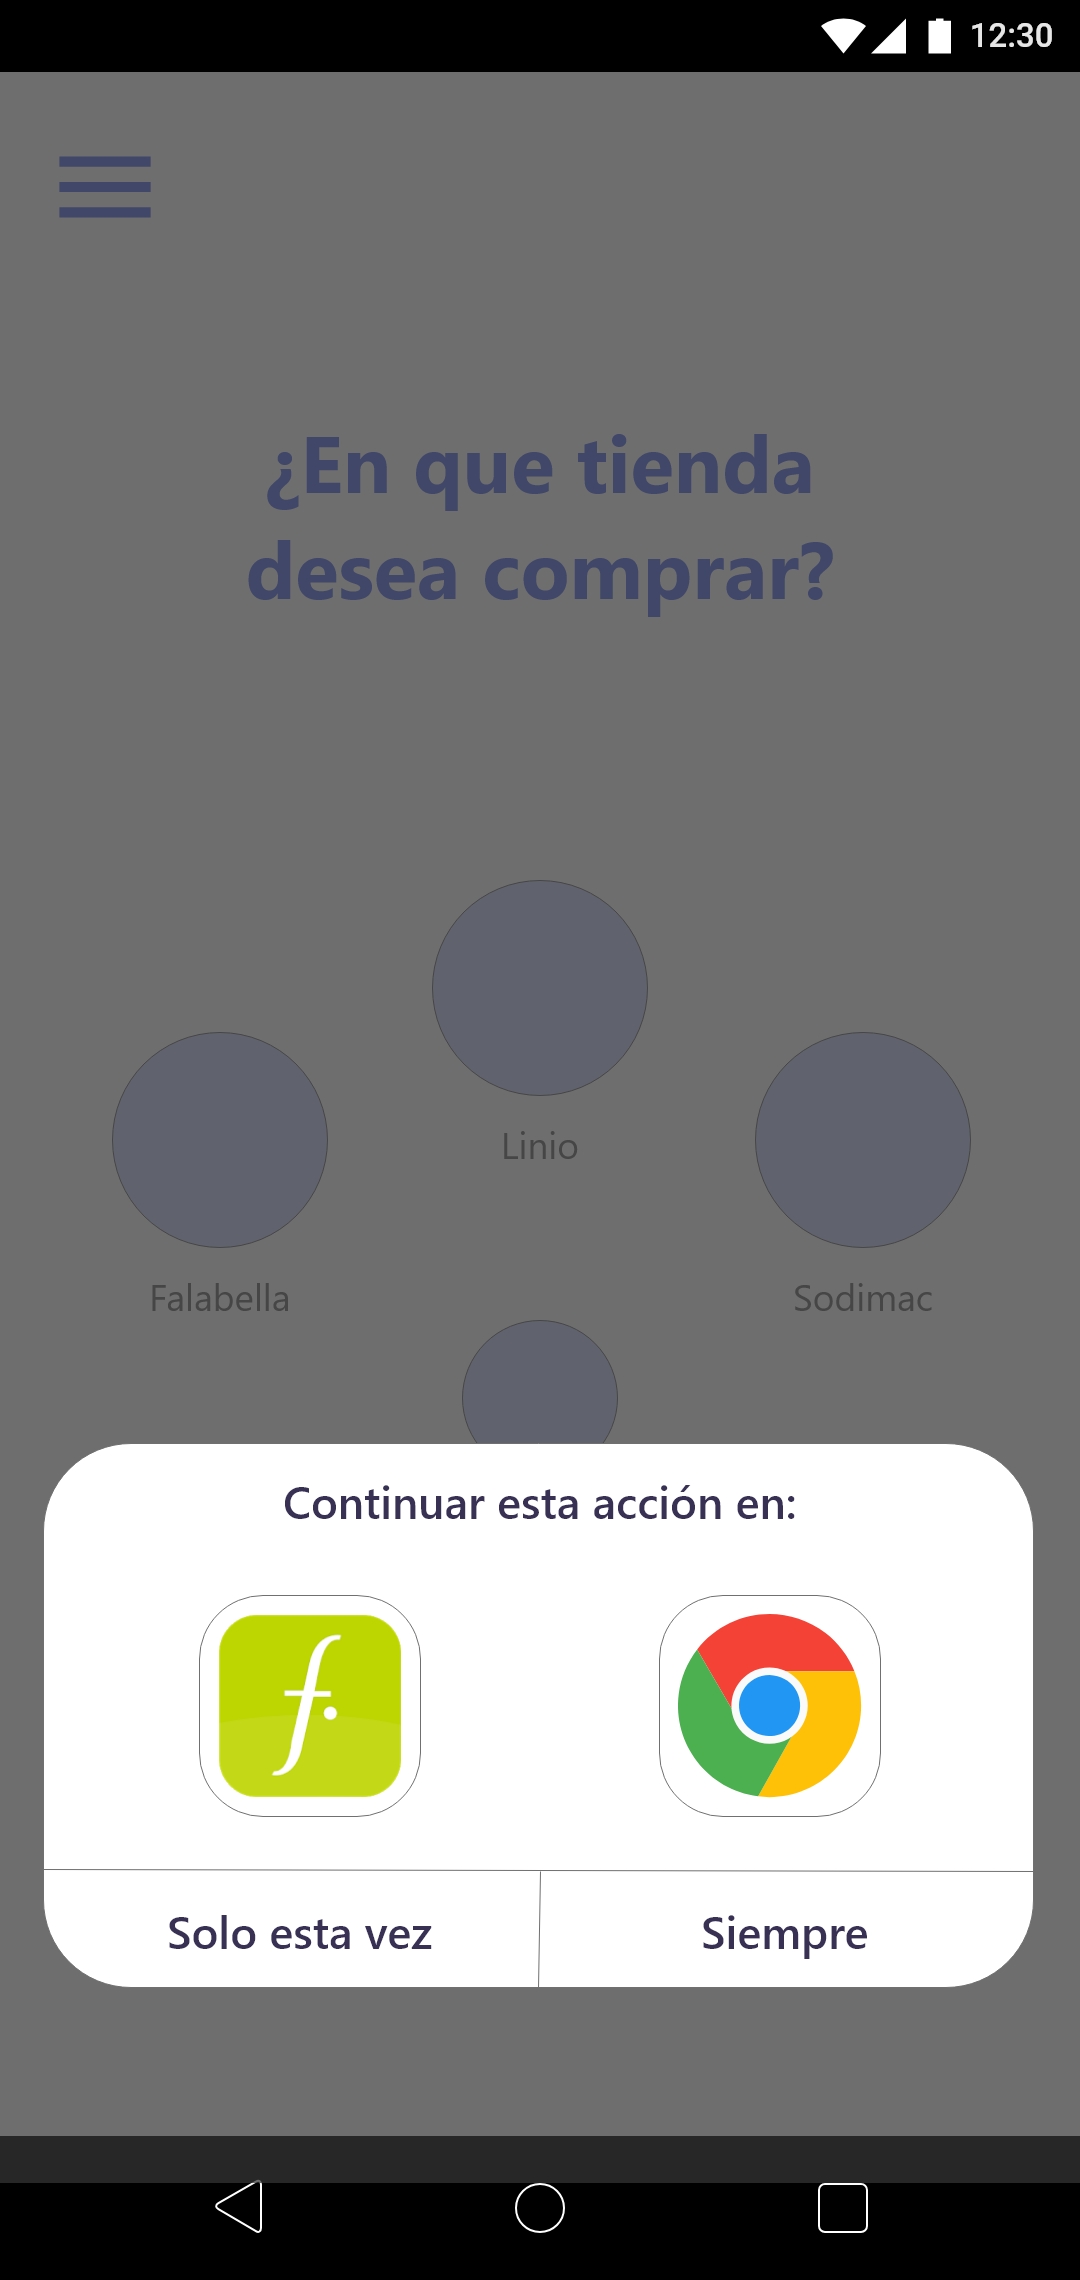 12:30
¿En que tienda
desea comprar?
Linio
Falabella
Sodimac
Continuar esta acción en:
f.
Solo esta vez
Siempre